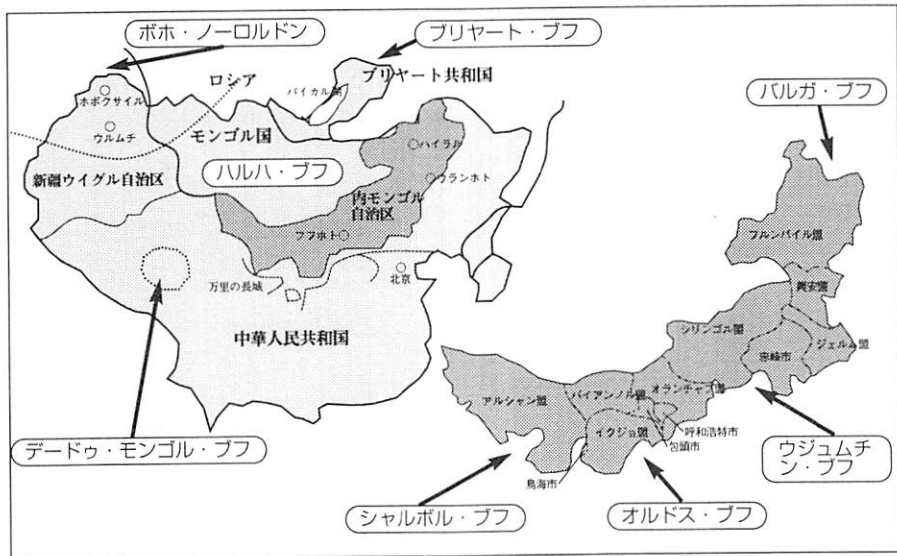 ボホ・ノーロルドン
ブリヤート・ブフ
ロシア
ブリヤート共和国
バイカル湖
バルガ・ブフ
ホボクサイル
ウルムチ
モンゴル国
ハイラル
新疆ウイグル自治区
ハルハ・ブフ
ウランホト
内モンゴル
自治区
フフホト
フルンバイル盟
万里の長城
北京
興安盟
中華人民共和国
シリンゴル盟
赤峰市
ジェルム盟
アルシャン盟
バイアンノル盟
オランチャブ盟
イクジョ盟
呼和浩特市
包頭市
デードゥ・モンゴル・ブフ
ウジュムチ
ン・ブフ
烏海市
シャルボル・ブフ
オルドス・ブフ